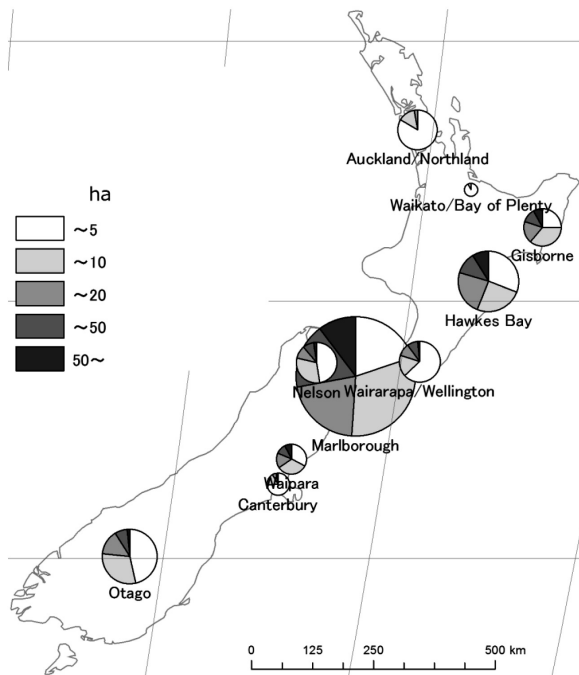 Auckland/Northland
Waikato/Bay of Plenty
ha
～5
～10
～20
～50
50～
Gisborne
Hawkes Bay
Nelson
Wairarapa/Wellington
Marlborough
Waipara
Canterbury
Otago
0 125 250 500 km